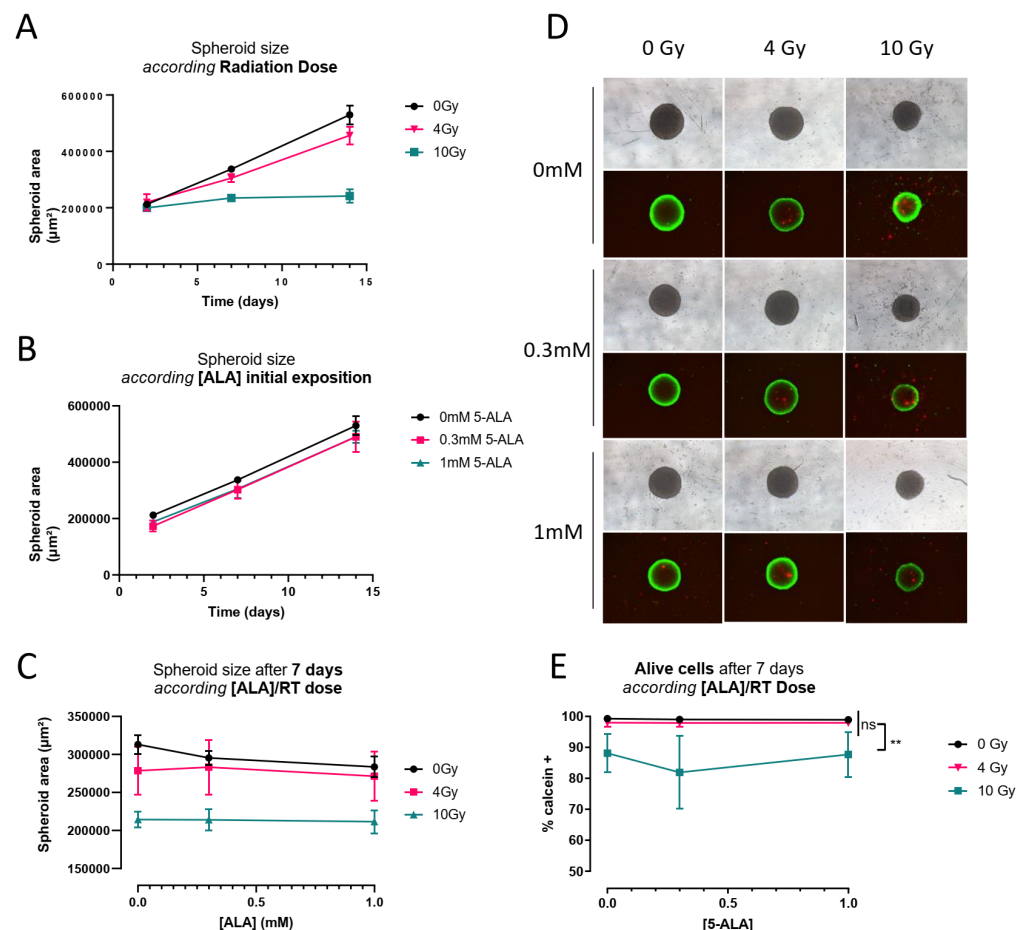 A
Spheroid size
according Radiation Dose
600000
400000
200000
0
Spheroid area
(µm²)
0
5
10
15
Time (days)
0Gy
4Gy
10Gy
B
Spheroid size
according [ALA] initial exposition
600000
400000
200000
0
Spheroid area
(µm²)
0
5
10
15
Time (days)
0mM 5-ALA
0.3mM 5-ALA
1mM 5-ALA
C
Spheroid size after 7 days
according [ALA]/RT dose
350000
300000
250000
200000
150000
Spheroid area (µm²)
0.0
0.5
1.0
[ALA] (mM)
0Gy
4Gy
10Gy
D
0 Gy
4 Gy
10 Gy
0mM
0.3mM
1mM
E
Alive cells after 7 days
according [ALA]/RT Dose
100
90
80
70
60
50
% calcein +
0.0
0.5
1.0
[5-ALA]
ns
**
0 Gy
4 Gy
10 Gy